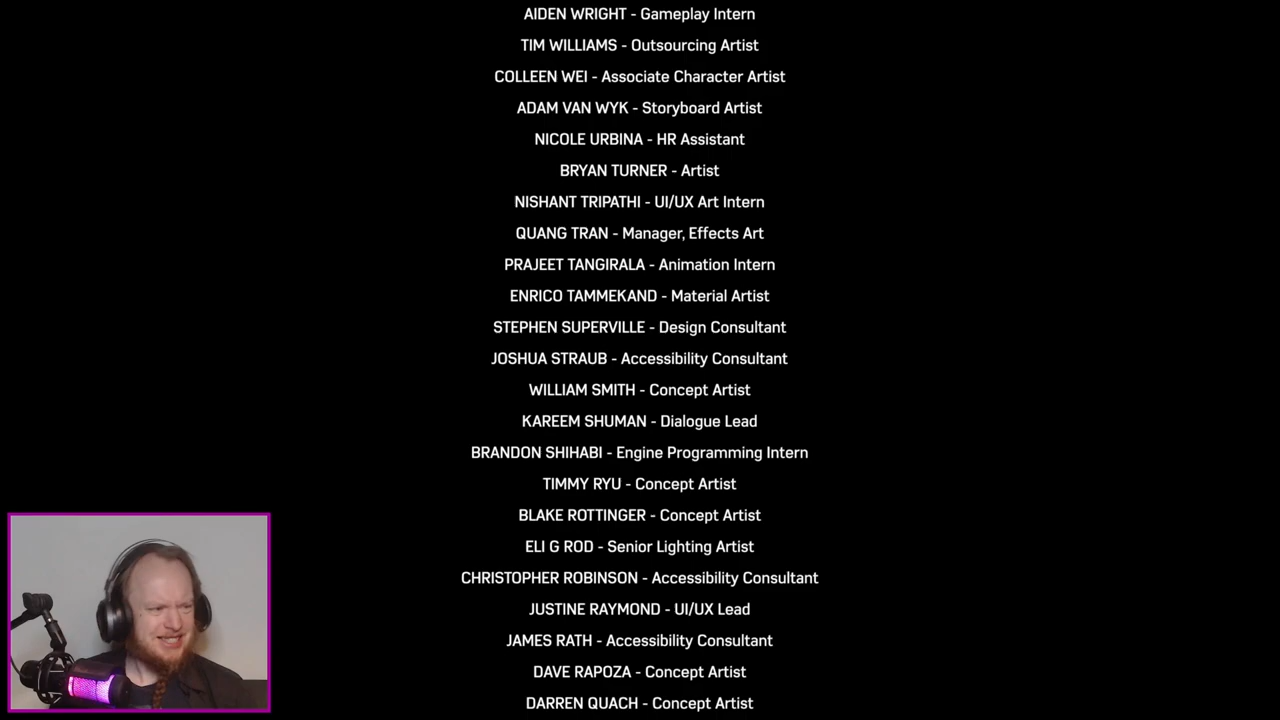 AIDEN WRIGHT - Gameplay Intern
TIM WILLIAMS - Outsourcing Artist
COLLEEN WEI - Associate Character Artist
ADAM VAN WYK - Storyboard Artist
NICOLE URBINA - HR Assistant
BRYAN TURNER - Artist
NISHANT TRIPATHI - UI/UX Art Intern
QUANG TRAN - Manager, Effects Art
PRAJEET TANGIRALA - Animation Intern
ENRICO TAMMEKAND - Material Artist
STEPHEN SUPERVILLE - Design Consultant
JOSHUA STRAUB - Accessibility Consultant
WILLIAM SMITH - Concept Artist
KAREEM SHUMAN - Dialogue Lead
BRANDON SHIHABI - Engine Programming Intern
TIMMY RYU - Concept Artist
BLAKE ROTTINGER - Concept Artist
ELI G ROD - Senior Lighting Artist
CHRISTOPHER ROBINSON - Accessibility Consultant
JUSTINE RAYMOND - UI/UX Lead
JAMES RATH - Accessibility Consultant
DAVE RAPOZA - Concept Artist
DARREN QUACH - Concept Artist